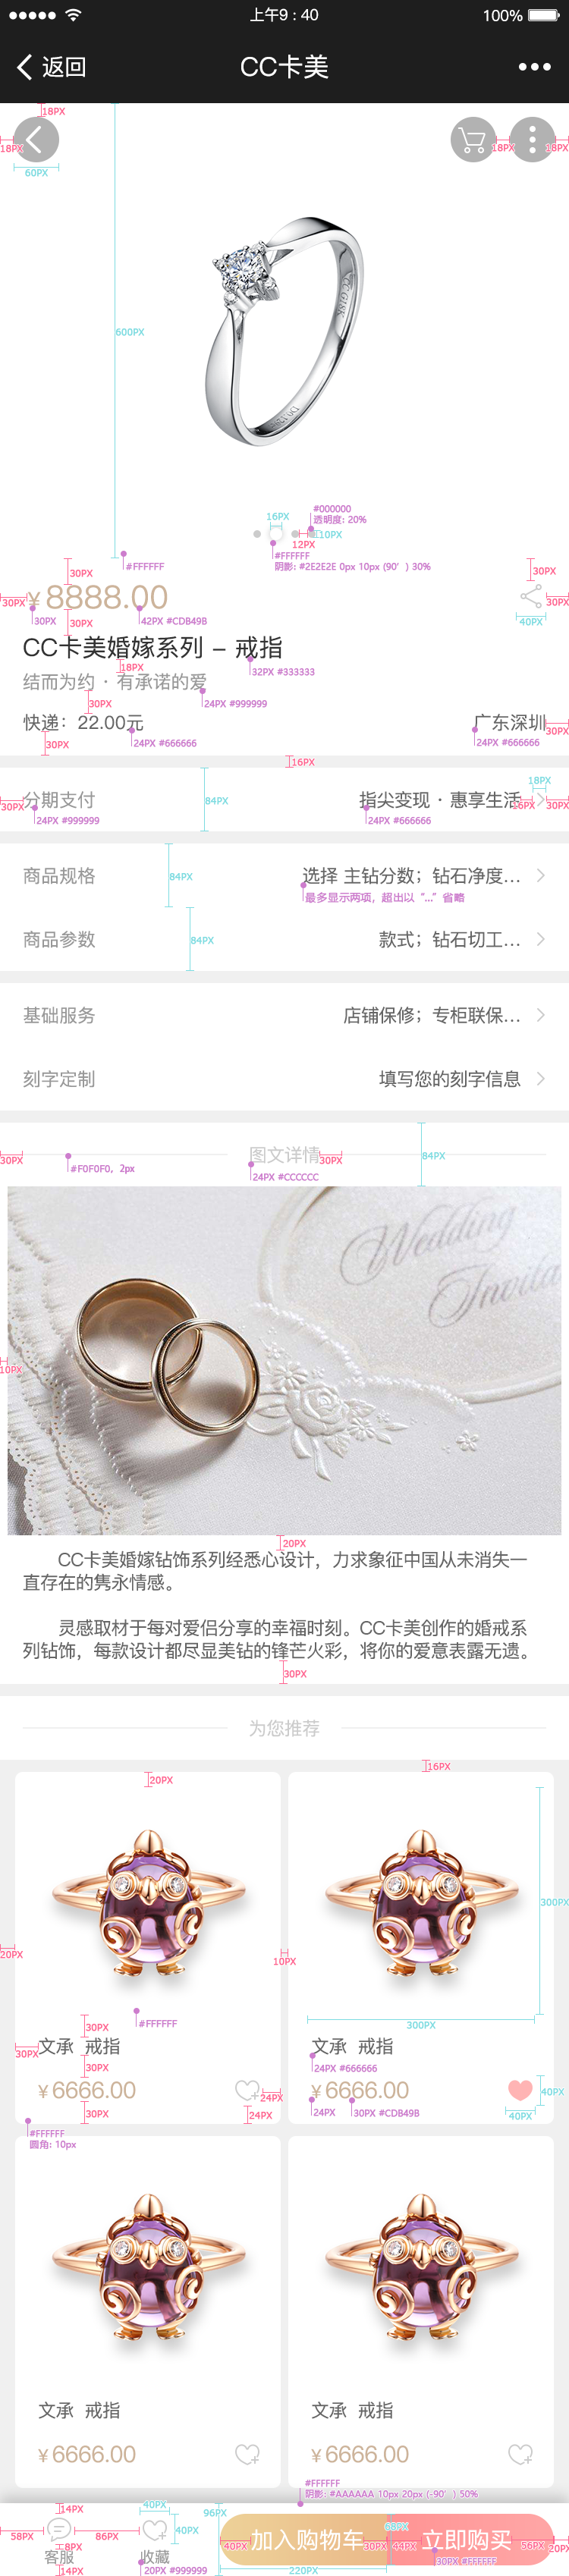 上午9 : 40
100%
返回
CC卡美
18PX
18PX
60PX
18PX
18PX
600PX
16PX
#000000
透明度: 20%
10PX
12PX
#FFFFFF
阴影: #2E2E2E 0px 10px (90°) 30%
#FFFFFF
30PX
30PX
30PX
¥ 8888.00
30PX
40PX
30PX
42PX #CDB49B
30PX
CC卡美婚嫁系列 – 戒指
18PX
32PX #333333
结而为约 · 有承诺的爱
24PX #999999
30PX
快递：22.00元
广东深圳
30PX
24PX #666666
24PX #666666
30PX
16PX
分期支付
84PX
指尖变现 · 惠享生活
18PX
16PX
30PX
30PX
24PX #999999
24PX #666666
商品规格
84PX
选择 主钻分数；钻石净度...
最多显示两项，超出以“...”省略
商品参数
84PX
款式；钻石切工...
基础服务
店铺保修；专柜联保...
刻字定制
填写您的刻字信息
30PX
图文详情
30PX
84PX
#F0F0F0，2px
24PX #CCCCCC
Wedding
Invita
10PX
20PX
CC卡美婚嫁钻饰系列经悉心设计，力求象征中国从未消失一
直存在的隽永情感。
灵感取材于每对爱侣分享的幸福时刻。CC卡美创作的婚戒系
列钻饰，每款设计都尽显美钻的锋芒火彩，将你的爱意表露无遗。
30PX
为您推荐
16PX
20PX
300PX
20PX
10PX
#FFFFFF
30PX
300PX
30PX
文承 戒指
文承 戒指
30PX
24PX #666666
¥ 6666.00
24PX
¥ 6666.00
40PX
30PX
24PX
24PX
30PX #CDB49B
40PX
#FFFFFF
圆角: 10px
文承 戒指
文承 戒指
¥ 6666.00
¥ 6666.00
#FFFFFF
阴影: #AAAAAA 10px 20px (-90°) 50%
14PX
40PX
96PX
58PX
86PX
40PX
68PX
8PX
客服
收藏
40PX
加入购物车
30PX
44PX
立即购买
56PX
20PX
14PX
20PX #999999
220PX
30PX #FFFFFF